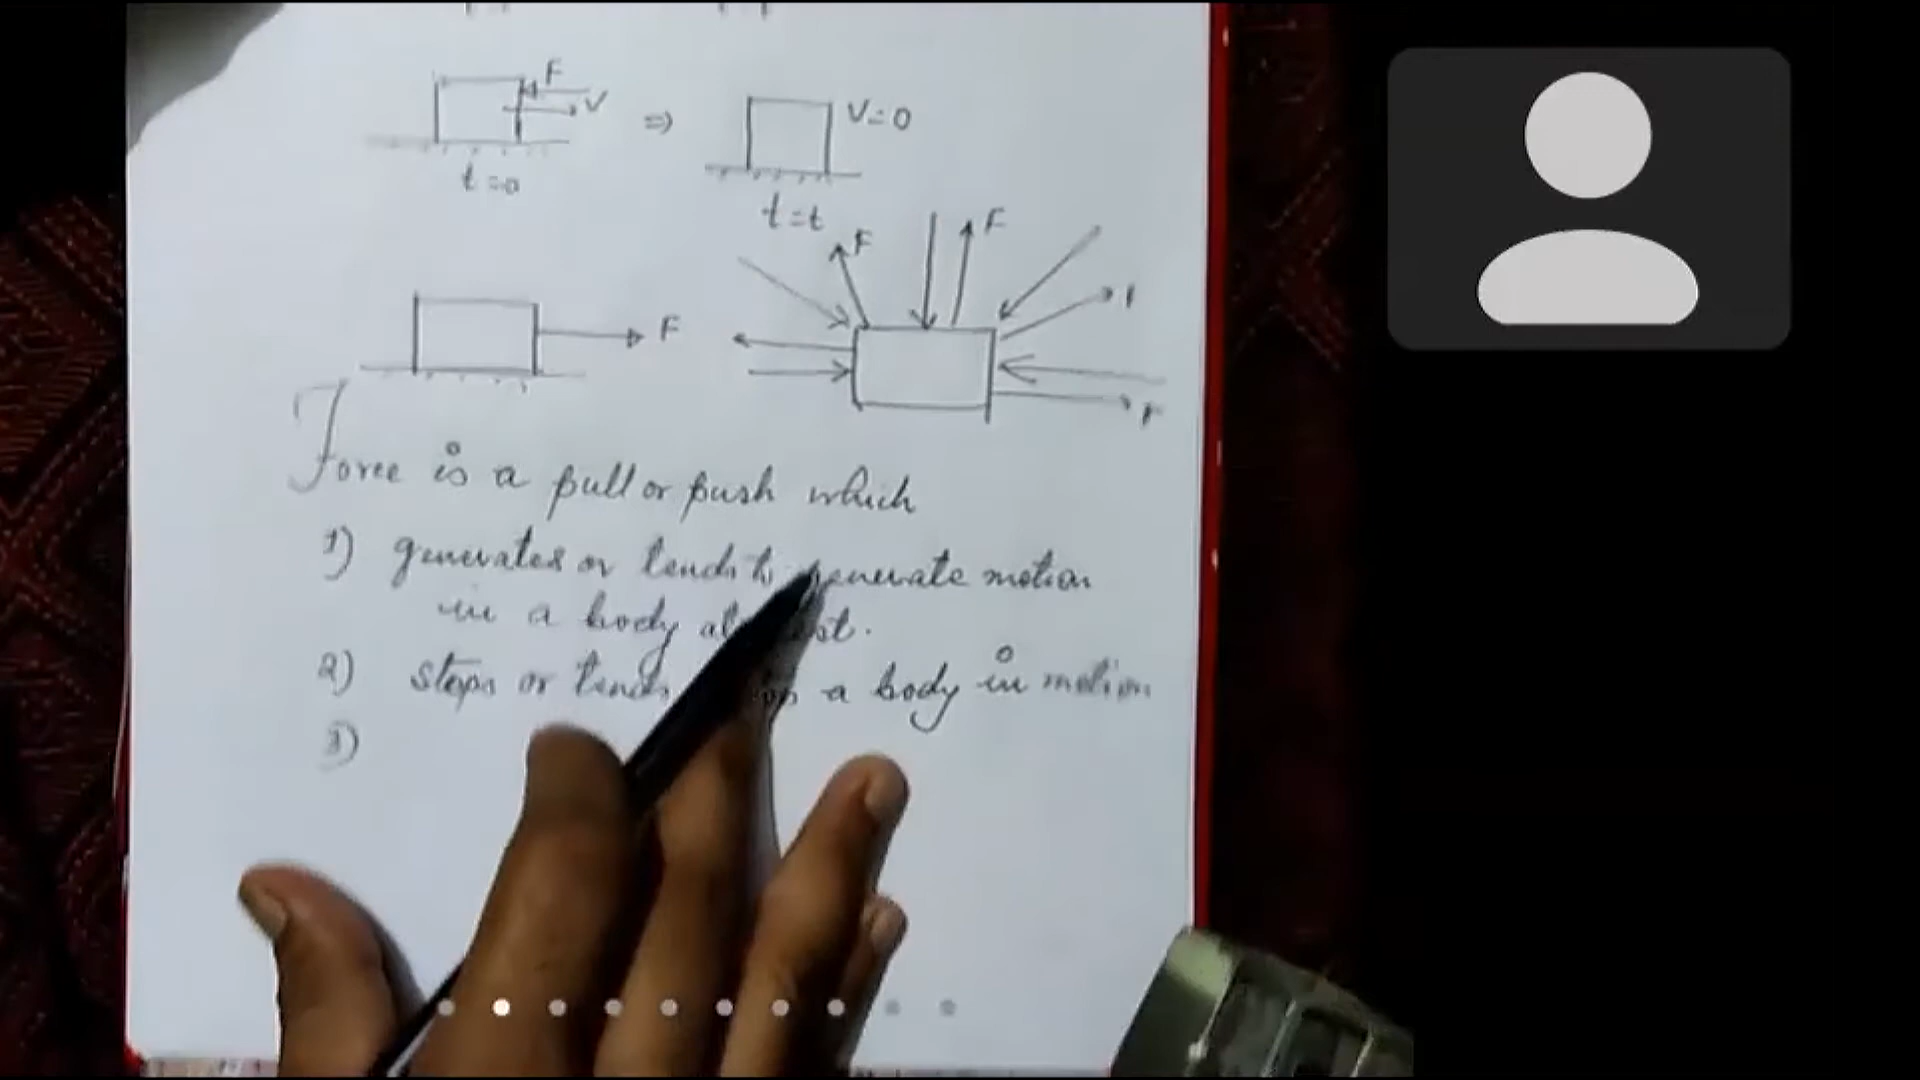 F
V
⇒
V=0
t=0
t=t
F
F
F
F
Force is a pull or push which
1) generates or tends to generate motion
in a body at rest.
2) stops or tends a body in motion
3)